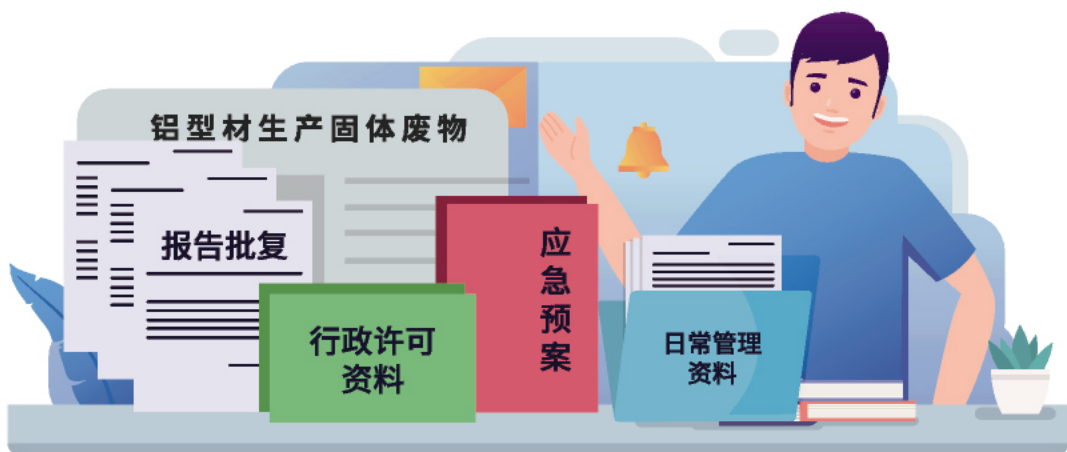 铝型材生产固体废物
报告批复
行政许可
资料
应急预案
日常管理
资料